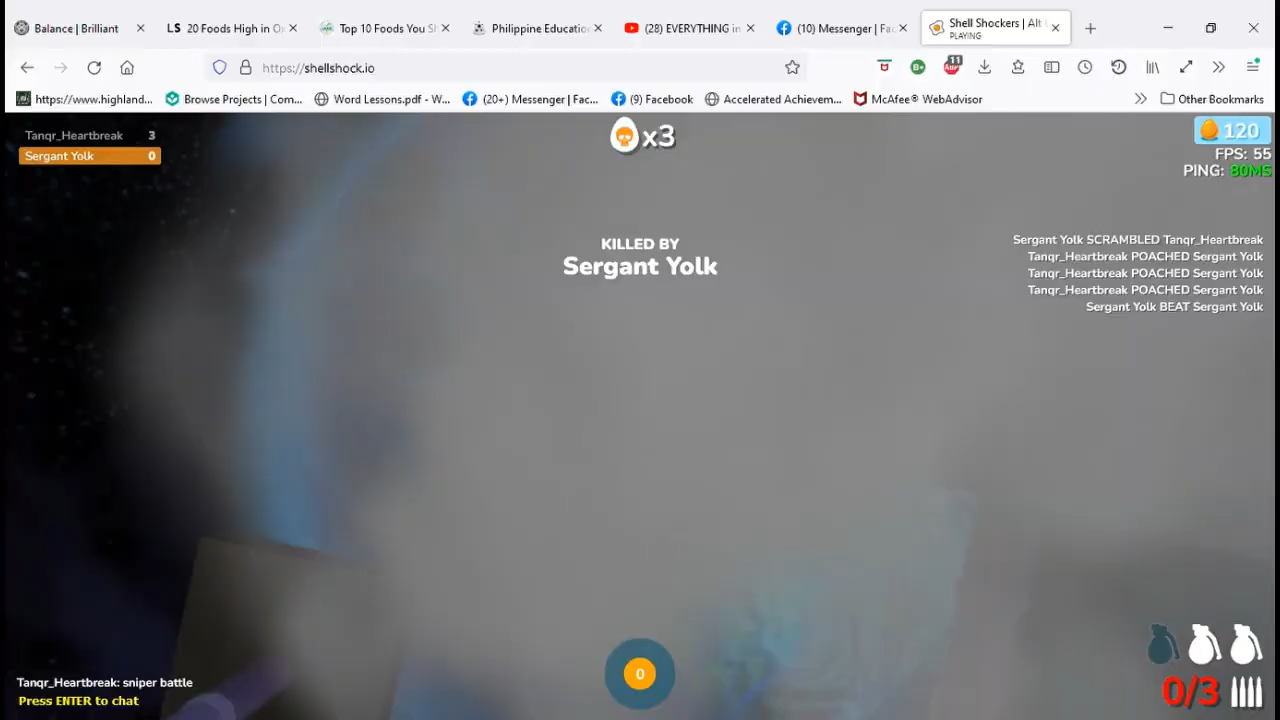 Balance | Brilliant
LS 20 Foods High in O
Top 10 Foods You S
Philippine Educatio
(28) EVERYTHING in
(10) Messenger | Fac
Shell Shockers | Alt
PLAYING
https://shellshock.io
11
https://www.highland...
Browse Projects | Com...
Word Lessons.pdf - W...
(20+) Messenger | Fac...
(9) Facebook
Accelerated Achievem...
McAfee® WebAdvisor
Other Bookmarks
Tanqr_Heartbreak 3
Sergant Yolk 0
x3
120
FPS: 55
PING: 80MS
KILLED BY
Sergant Yolk
Sergant Yolk SCRAMBLED Tanqr_Heartbreak
Tanqr_Heartbreak POACHED Sergant Yolk
Tanqr_Heartbreak POACHED Sergant Yolk
Tanqr_Heartbreak POACHED Sergant Yolk
Sergant Yolk BEAT Sergant Yolk
0
Tanqr_Heartbreak: sniper battle
Press ENTER to chat
0/3